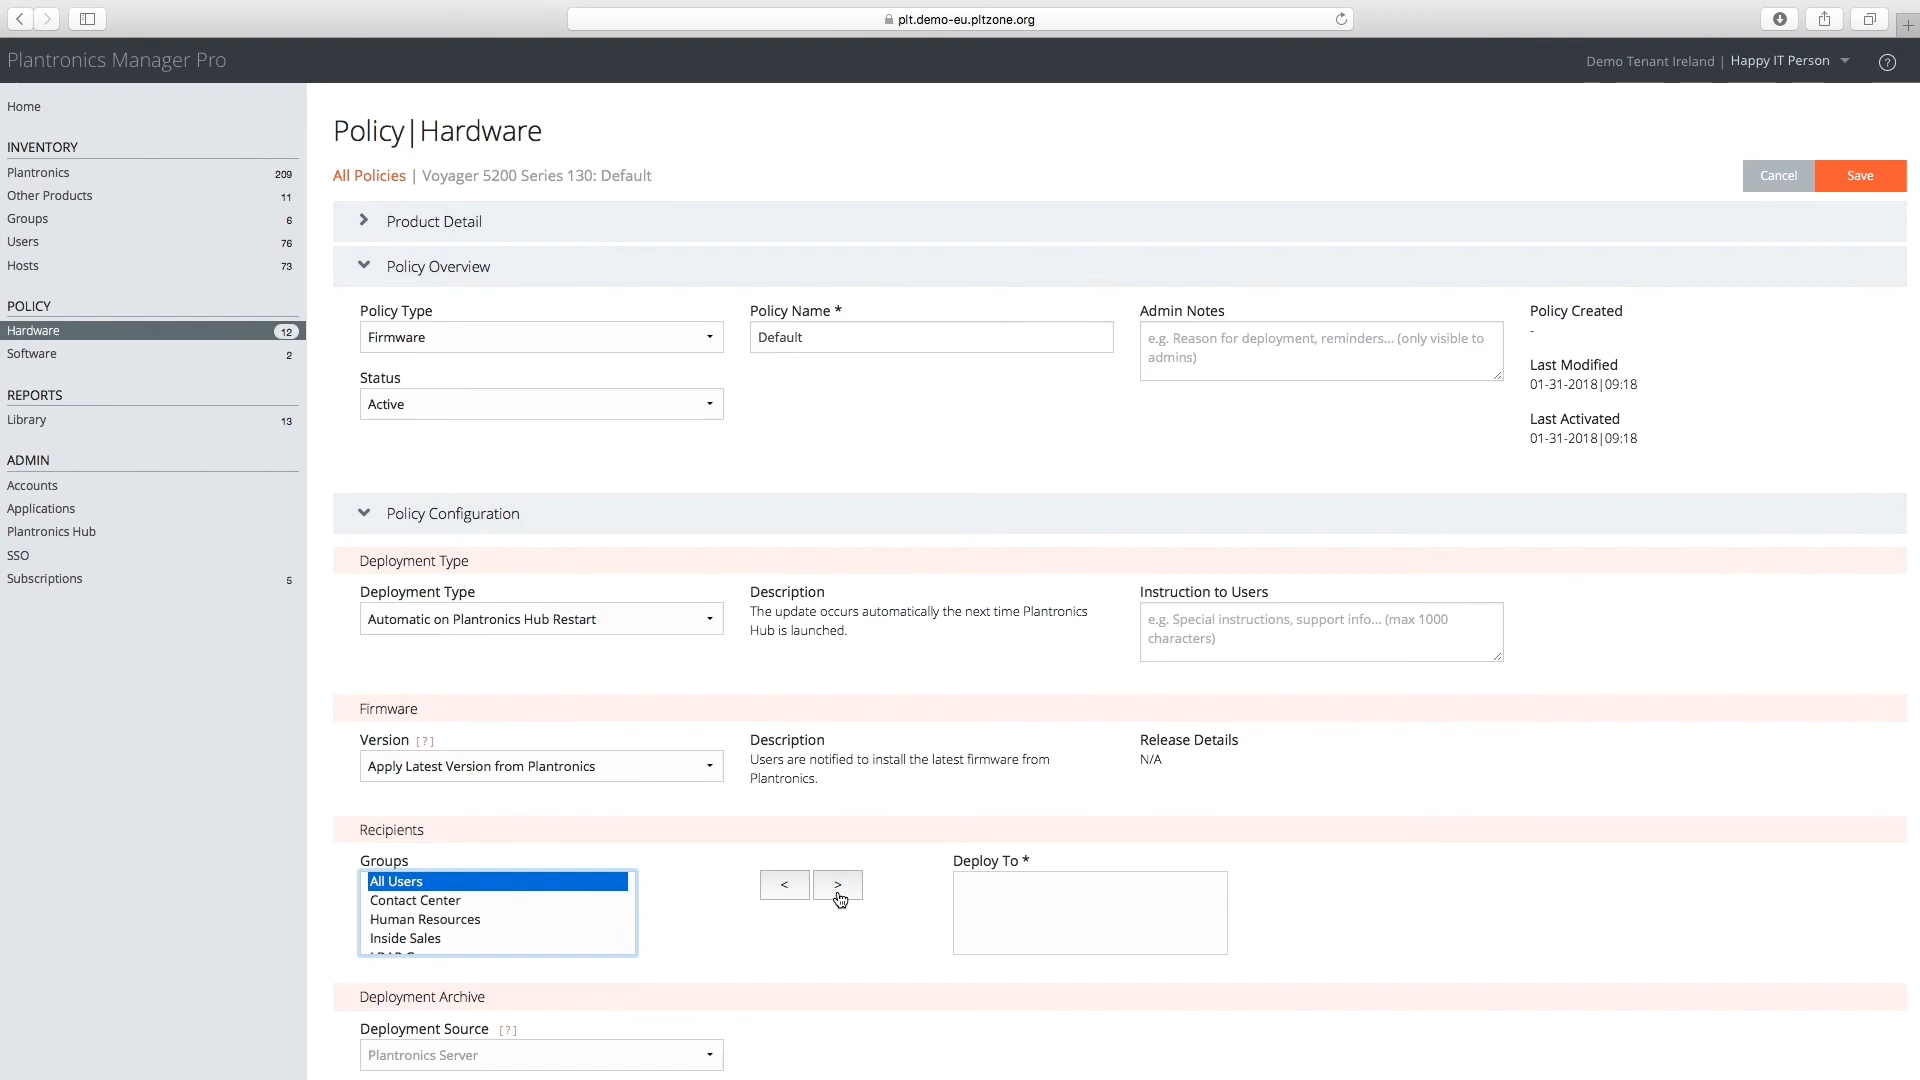 plt.demo-eu.pltzone.org
Plantronics Manager Pro
Demo Tenant Ireland | Happy IT Person
?
Home
INVENTORY
Plantronics 209
Other Products 11
Groups 6
Users 76
Hosts 73
POLICY
Hardware 12
Software 2
REPORTS
Library 13
ADMIN
Accounts
Applications
Plantronics Hub
SSO
Subscriptions 5
Policy|Hardware
All Policies | Voyager 5200 Series 130: Default
Cancel Save
Product Detail
Policy Overview
Policy Type
Firmware
Status
Active
Policy Name *
Default
Admin Notes
e.g. Reason for deployment, reminders... (only visible to
admins)
Policy Created
-
Last Modified
01-31-2018|09:18
Last Activated
01-31-2018|09:18
Policy Configuration
Deployment Type
Deployment Type
Automatic on Plantronics Hub Restart
Description
The update occurs automatically the next time Plantronics
Hub is launched.
Instruction to Users
e.g. Special instructions, support info... (max 1000
characters)
Firmware
Version [?]
Apply Latest Version from Plantronics
Description
Users are notified to install the latest firmware from
Plantronics.
Release Details
N/A
Recipients
Groups
All Users
Contact Center
Human Resources
Inside Sales
< >
Deploy To *
Deployment Archive
Deployment Source [?]
Plantronics Server